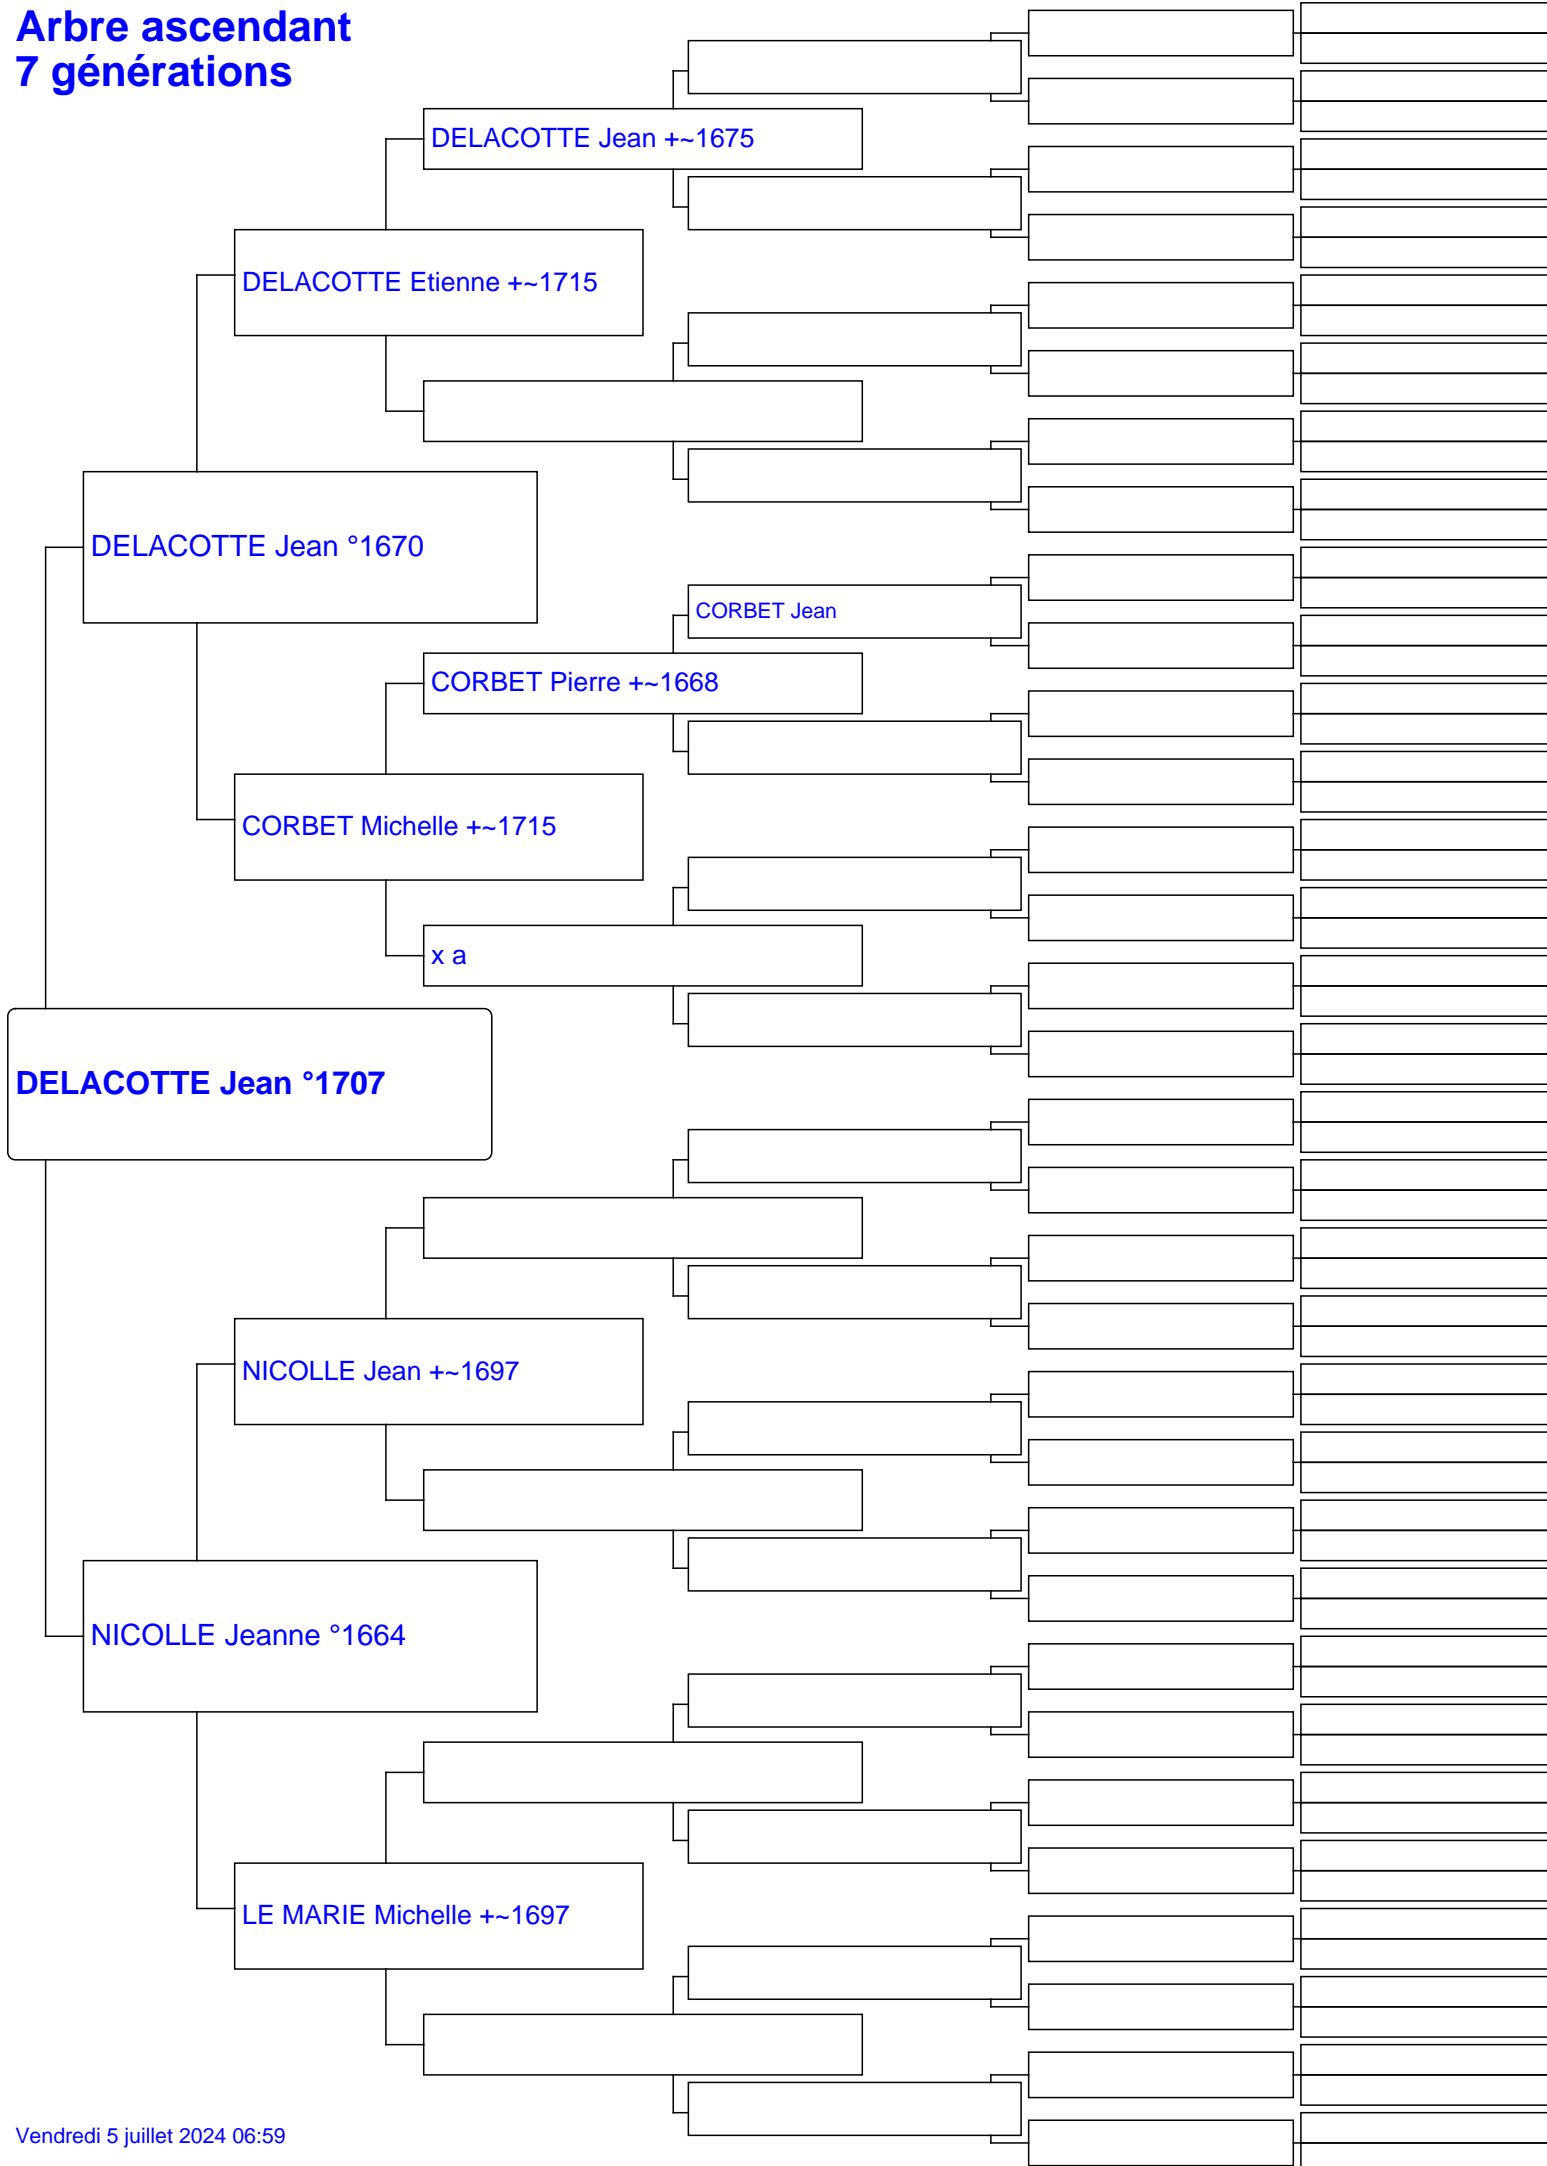 Arbre ascendant
7 générations
DELACOTTE Jean +~1675
DELACOTTE Etienne +~1715
DELACOTTE Jean °1670
CORBET Jean
CORBET Pierre +~1668
CORBET Michelle +~1715
x a
DELACOTTE Jean °1707
NICOLLE Jean +~1697
NICOLLE Jeanne °1664
LE MARIE Michelle +~1697
Vendredi 5 juillet 2024 06:59